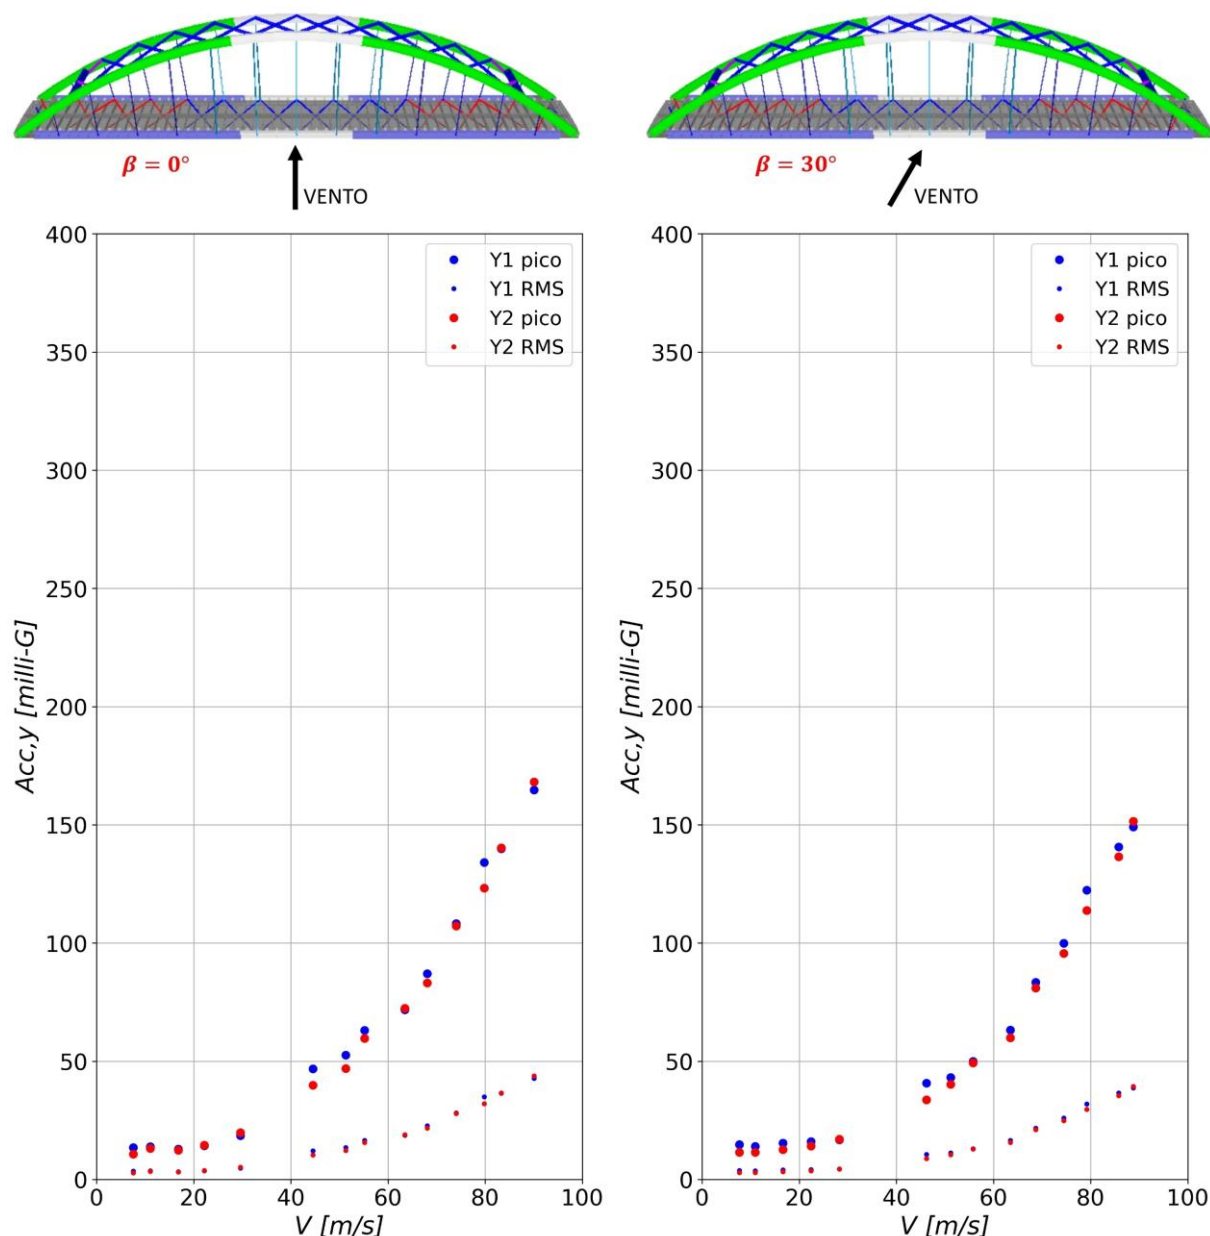 β = 0°
VENTO
β = 30°
VENTO
400
350
300
250
200
150
100
50
0
Acc,y [milli-G]
Y1 pico
Y1 RMS
Y2 pico
Y2 RMS
0 20 40 60 80 100
V [m/s]
400
350
300
250
200
150
100
50
0
Acc,y [milli-G]
Y1 pico
Y1 RMS
Y2 pico
Y2 RMS
0 20 40 60 80 100
V [m/s]